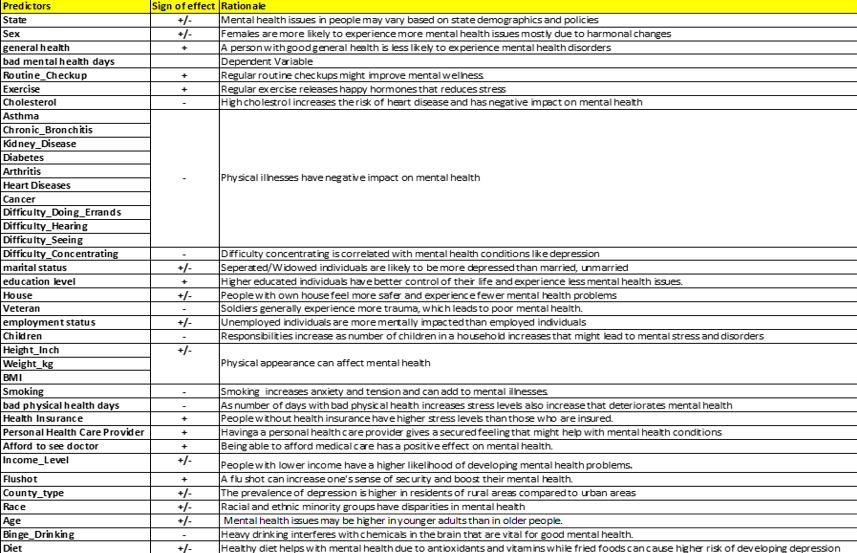 Predictors Sign of effect Rationale
State +/- Mental health issues in people may vary based on state demographics and policies
Sex +/- Females are more likely to experience more mental health issues mostly due to harmonal changes
general health + A person with good general health is less likely to experience mental health disorders
bad mental health days Dependent Variable
Routine_Checkup + Regular routine checkups might improve mental wellness.
Exercise + Regular exercise releases happy hormones that reduces stress
Cholesterol - High cholestrol increases the risk of heart disease and has negative impact on mental health
Asthma
Chronic_Bronchitis
Kidney_Disease
Diabetes
Arthritis
Heart Diseases
Cancer
Difficulty_Doing_Errands
Difficulty_Hearing
Difficulty_Seeing
- Physical illnesses have negative impact on mental health
Difficulty_Concentrating - Difficulty concentrating is correlated with mental health conditions like depression
marital status +/- Seperated/Widowed individuals are likely to be more depressed than married, unmarried
education level + Higher educated individuals have better control of their life and experience less mental health issues.
House +/- People with own house feel more safer and experience fewer mental health problems
Veteran - Soldiers generally experience more trauma, which leads to poor mental health.
employment status +/- Unemployed individuals are more mentally impacted than employed individuals
Children - Responsibilities increase as number of children in a household increases that might lead to mental stress and disorders
Height_Inch +/-
Weight_kg
BMI
Physical appearance can affect mental health
Smoking - Smoking increases anxiety and tension and can add to mental illnesses.
bad physical health days - As number of days with bad physical health increases stress levels also increase that deteriorates mental health
Health Insurance + People without health insurance have higher stress levels than those who are insured.
Personal Health Care Provider + Havinga a personal health care provider gives a secured feeling that might help with mental health conditions
Afford to see doctor + Being able to afford medical care has a positive effect on mental health.
Income_Level +/- People with lower income have a higher likelihood of developing mental health problems.
Flushot + A flu shot can increase one's sense of security and boost their mental health.
County_type +/- The prevalence of depression is higher in residents of rural areas compared to urban areas
Race +/- Racial and ethnic minority groups have disparities in mental health
Age +/- Mental health issues may be higher in younger adults than in older people.
Binge_Drinking - Heavy drinking interferes with chemicals in the brain that are vital for good mental health.
Diet +/- Healthy diet helps with mental health due to antioxidants and vitamins while fried foods can cause higher risk of developing depression